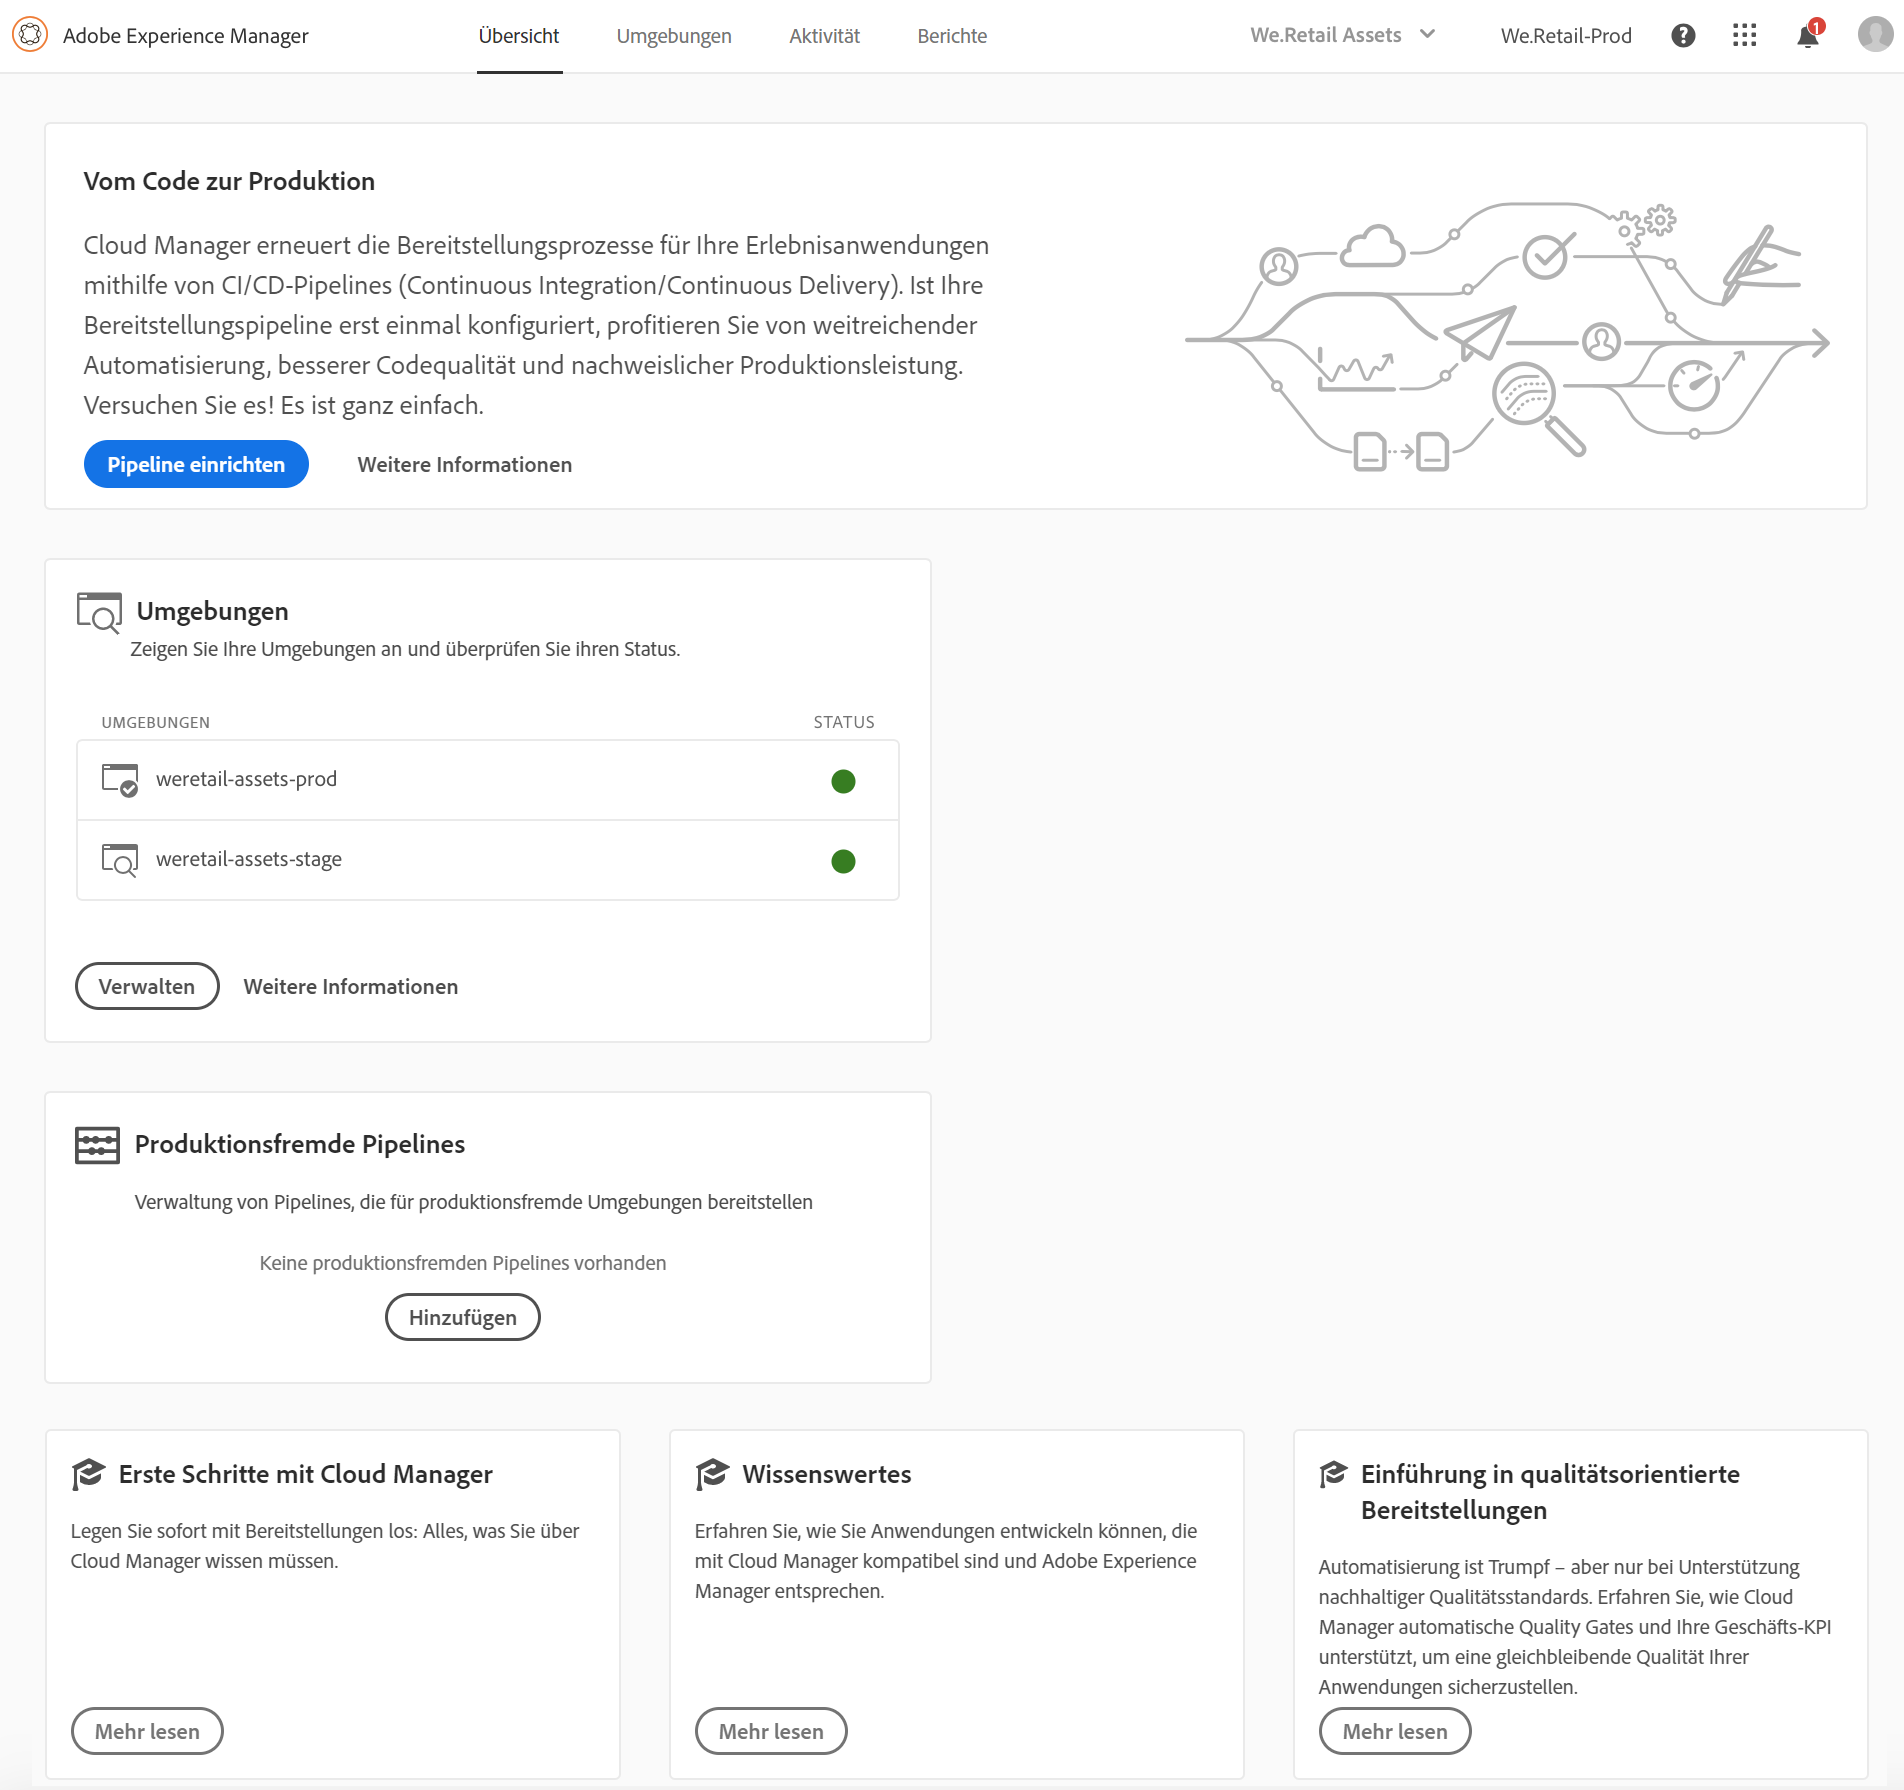 Adobe Experience Manager
Übersicht
Umgebungen
Aktivität
Berichte
We.Retail Assets
We.Retail-Prod
1
Vom Code zur Produktion
Cloud Manager erneuert die Bereitstellungsprozesse für Ihre Erlebnisanwendungen
mithilfe von CI/CD-Pipelines (Continuous Integration/Continuous Delivery). Ist Ihre
Bereitstellungspipeline erst einmal konfiguriert, profitieren Sie von weitreichender
Automatisierung, besserer Codequalität und nachweislicher Produktionsleistung.
Versuchen Sie es! Es ist ganz einfach.
Pipeline einrichten
Weitere Informationen
Umgebungen
Zeigen Sie Ihre Umgebungen an und überprüfen Sie ihren Status.
UMGEBUNGEN
STATUS
weretail-assets-prod
weretail-assets-stage
Verwalten
Weitere Informationen
Produktionsfremde Pipelines
Verwaltung von Pipelines, die für produktionsfremde Umgebungen bereitstellen
Keine produktionsfremden Pipelines vorhanden
Hinzufügen
Erste Schritte mit Cloud Manager
Legen Sie sofort mit Bereitstellungen los: Alles, was Sie über
Cloud Manager wissen müssen.
Mehr lesen
Wissenswertes
Erfahren Sie, wie Sie Anwendungen entwickeln können, die
mit Cloud Manager kompatibel sind und Adobe Experience
Manager entsprechen.
Mehr lesen
Einführung in qualitätsorientierte
Bereitstellungen
Automatisierung ist Trumpf – aber nur bei Unterstützung
nachhaltiger Qualitätsstandards. Erfahren Sie, wie Cloud
Manager automatische Quality Gates und Ihre Geschäfts-KPI
unterstützt, um eine gleichbleibende Qualität Ihrer
Anwendungen sicherzustellen.
Mehr lesen